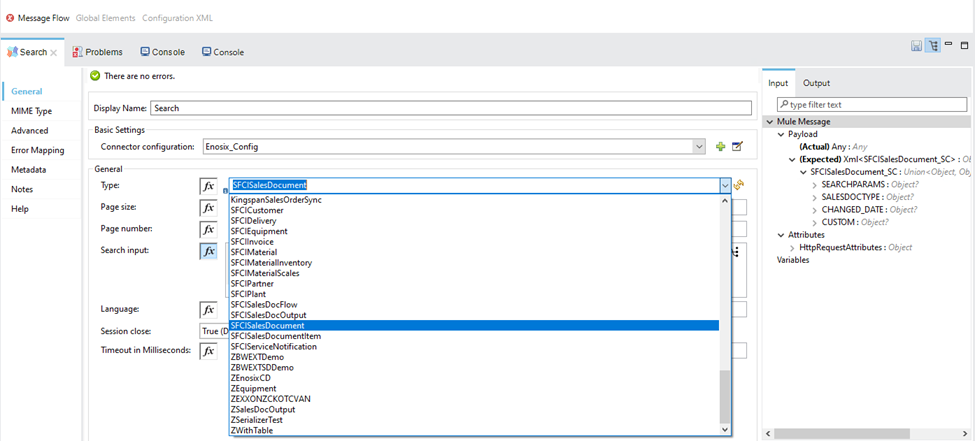 Message Flow Global Elements Configuration XML
Search Problems Console Console
There are no errors.
General
MIME Type
Advanced
Error Mapping
Metadata
Notes
Help
Display Name: Search
Basic Settings
Connector configuration: Enosix_Config
General
Type: fx SFCISalesDocument
Page size: fx
Page number: fx
Search input: fx
Language: fx
Session close: True (D
Timeout in Milliseconds: fx
KingspanSalesOrderSync
SFCICustomer
SFCIDelivery
SFCIEquipment
SFCIInvoice
SFCIMaterial
SFCIMaterialInventory
SFCIMaterialScales
SFCIPartner
SFCIPlant
SFCISalesDocFlow
SFCISalesDocOutput
SFCISalesDocument
SFCISalesDocumentItem
SFCIServiceNotification
ZBWEXTDemo
ZBWEXTSDDemo
ZEnosixCD
ZEquipment
ZEXXONZCKOTCVAN
ZSalesDocOutput
ZSerializerTest
ZWithTable
Input Output
type filter text
Mule Message
Payload
(Actual) Any : Any
(Expected) Xml<SFCISalesDocument_SC>
SFCISalesDocument_SC : Union<Object, Obj
SEARCHPARAMS : Object?
SALESDOCTYPE : Object?
CHANGED_DATE : Object?
CUSTOM : Object?
Attributes
HttpRequestAttributes : Object
Variables